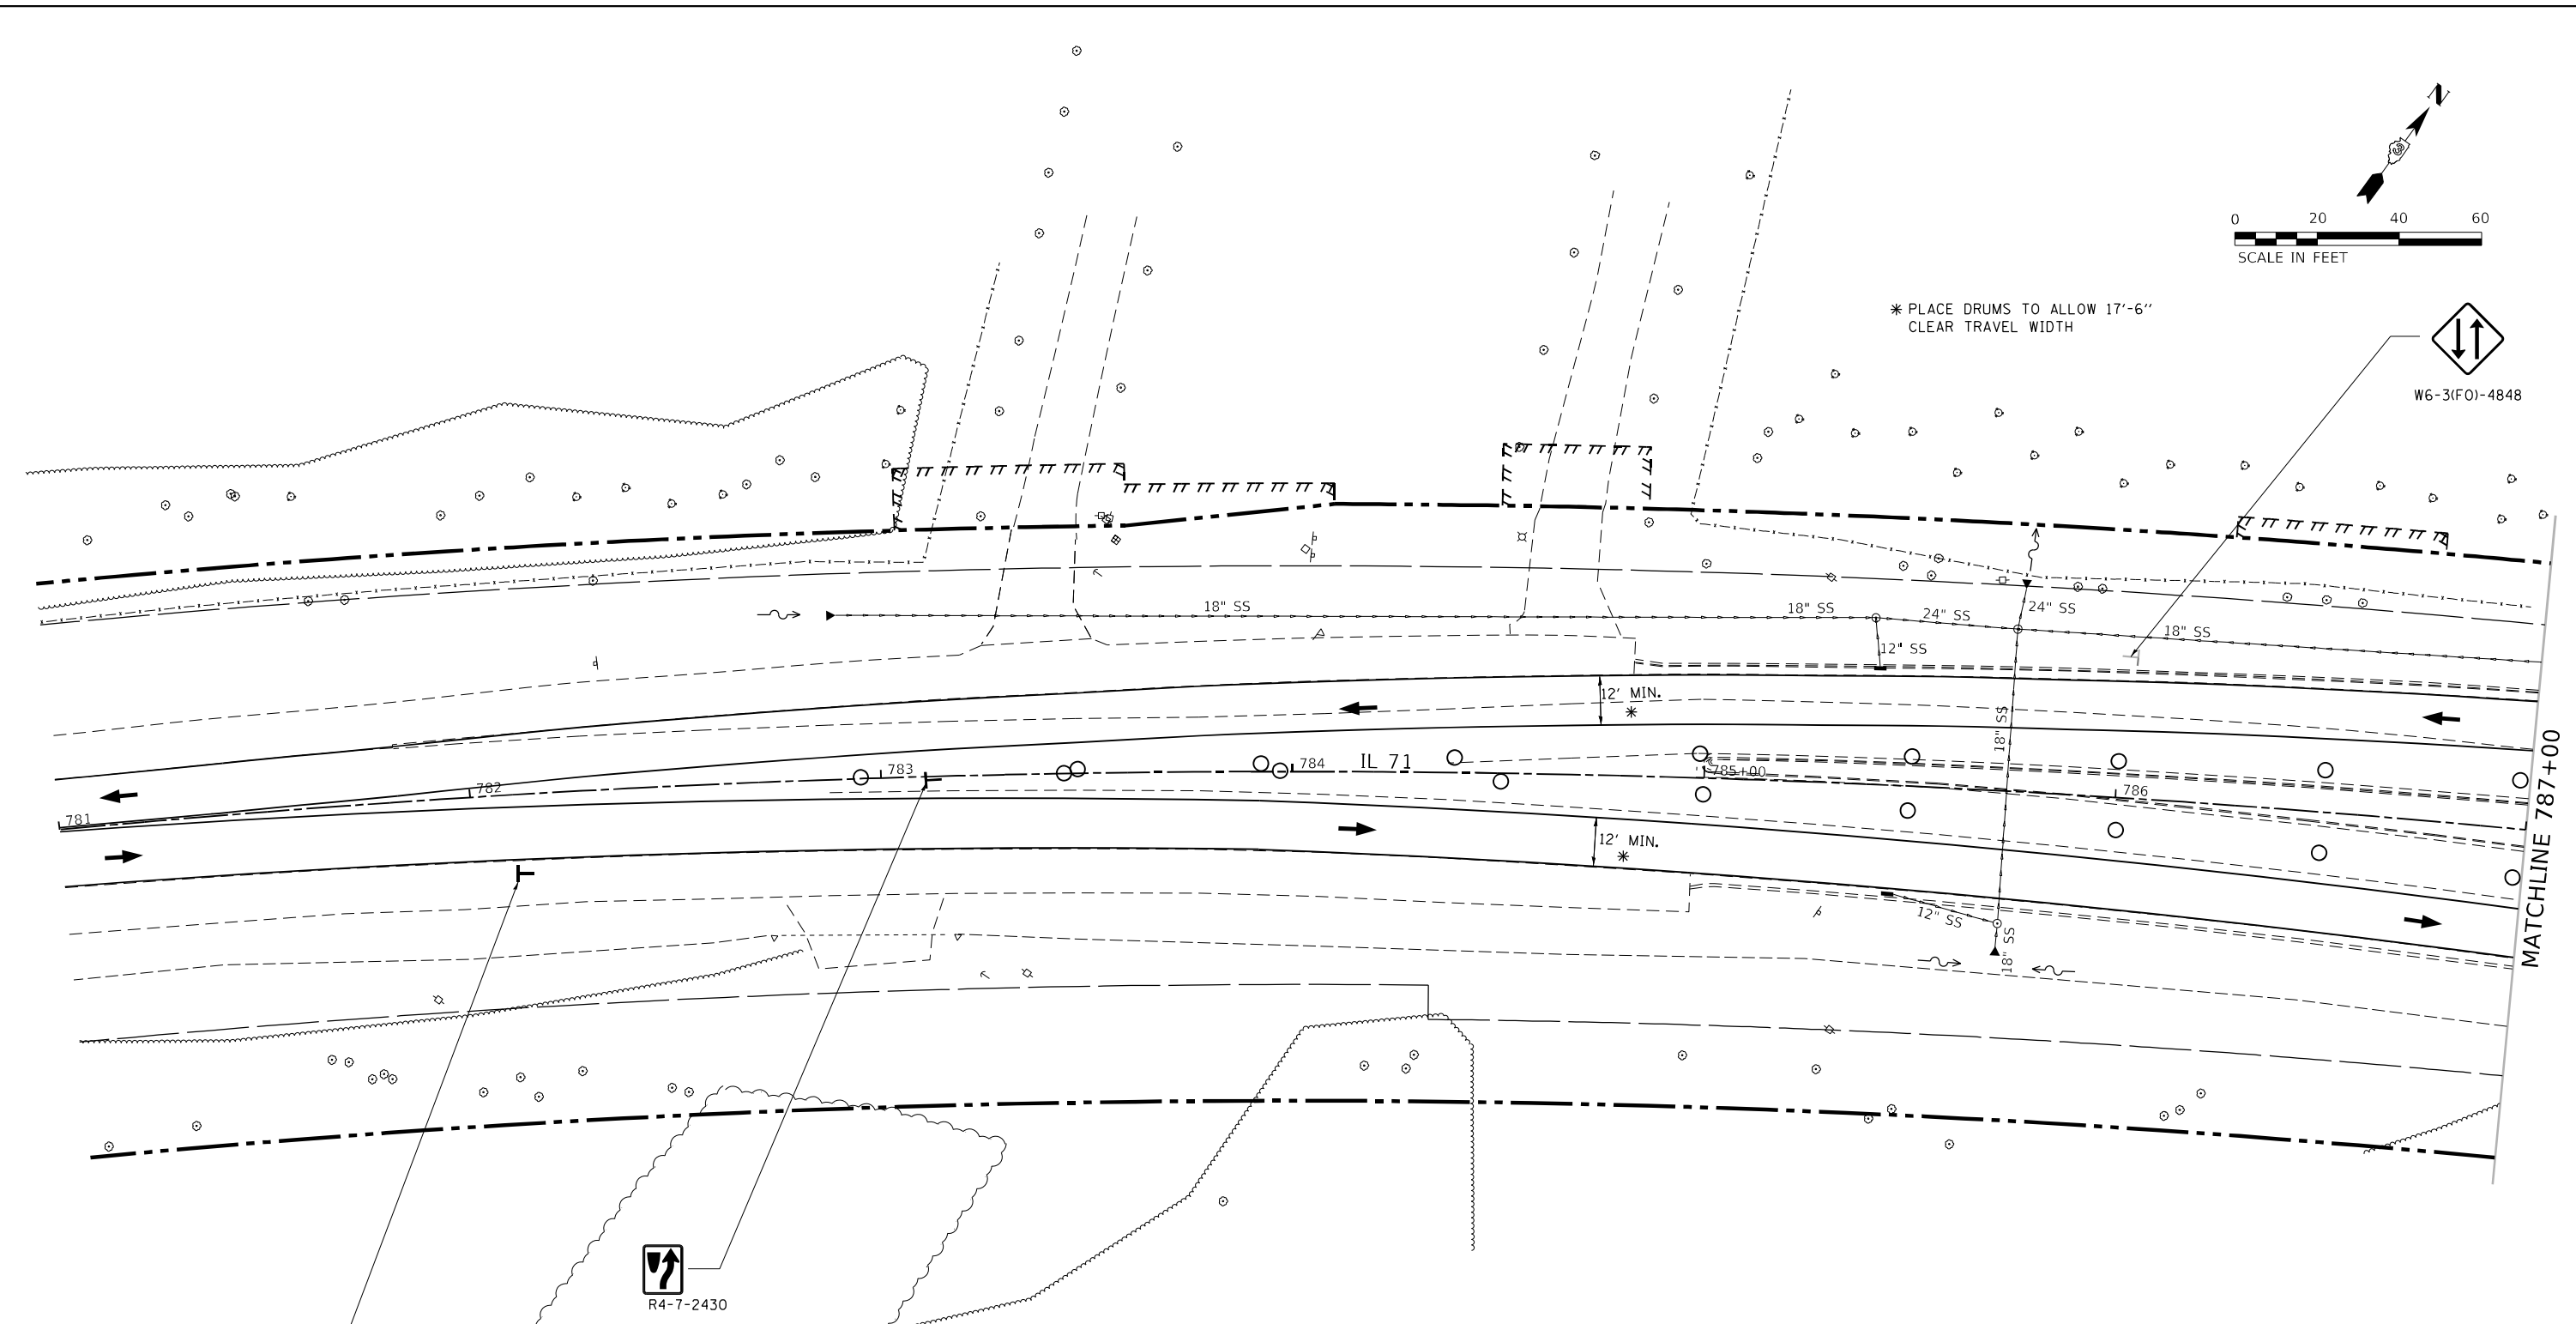 N
3
0 20 40 60
SCALE IN FEET
✳ PLACE DRUMS TO ALLOW 17'-6"
CLEAR TRAVEL WIDTH
W6-3(FO)-4848
18" SS
18" SS
24" SS
24" SS
18" SS
12" SS
12' MIN.
✳
18" SS
IL 71
781
782
783
784
785+00
786
12' MIN.
✳
12" SS
18" SS
MATCHLINE 787+00
R4-7-2430